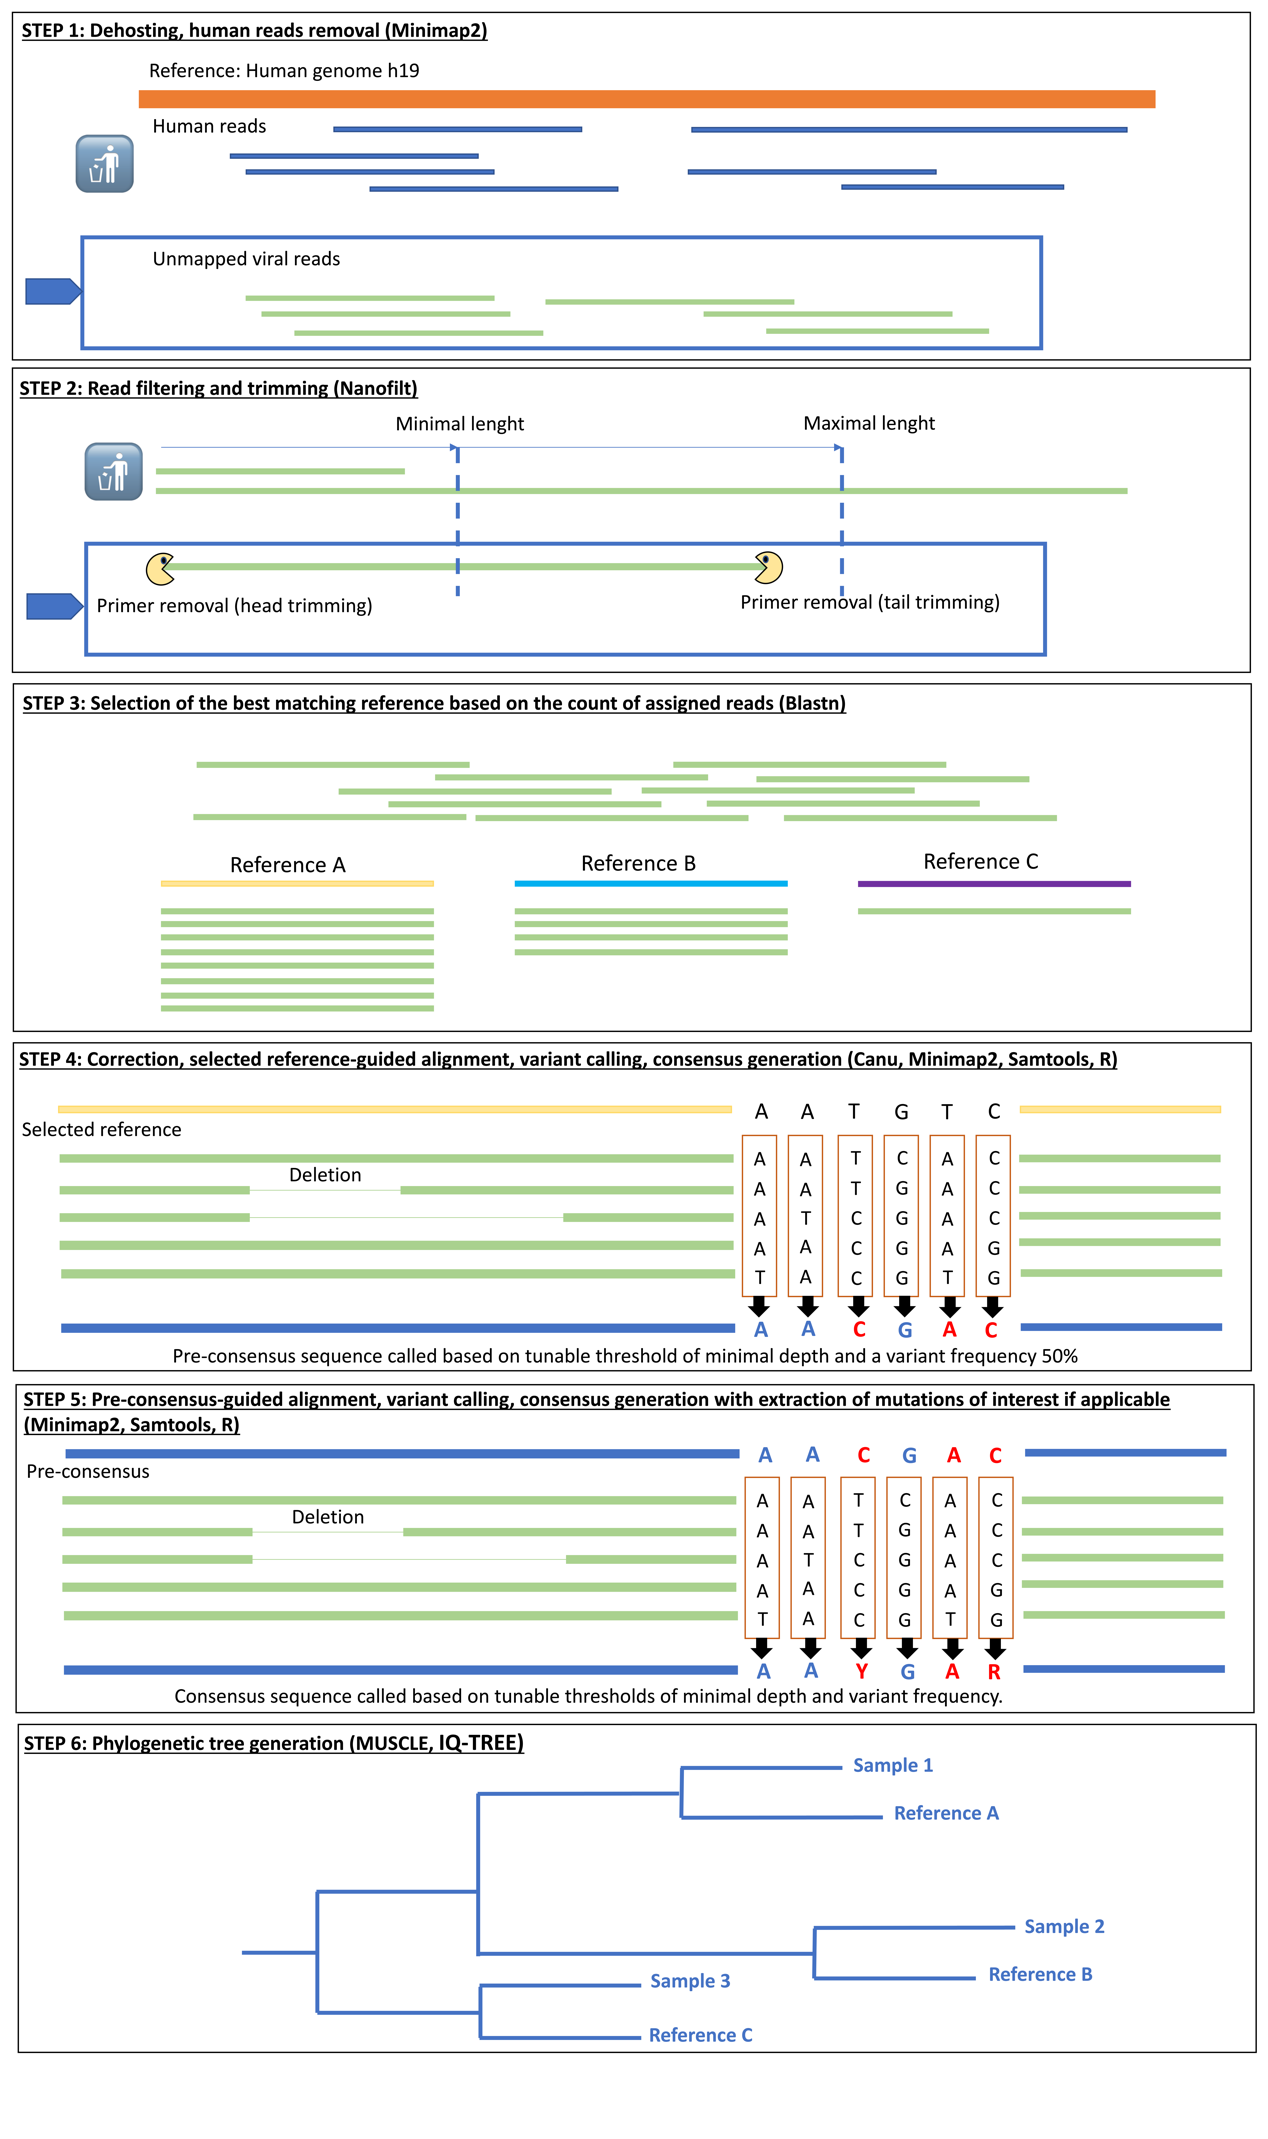 STEP 1: Dehosting, human reads removal (Minimap2)
Reference: Human genome h19
Human reads
Unmapped viral reads
STEP 2: Read filtering and trimming (Nanofilt)
Minimal lenght
Maximal lenght
Primer removal (head trimming)
Primer removal (tail trimming)
STEP 3: Selection of the best matching reference based on the count of assigned reads (Blastn)
Reference A
Reference B
Reference C
STEP 4: Correction, selected reference-guided alignment, variant calling, consensus generation (Canu, Minimap2, Samtools, R)
A A T G T C
Selected reference
A A T C A C
Deletion
A A T G A C
A T C G A C
A A C G A G
T A C G T G
A A C G A C
Pre-consensus sequence called based on tunable threshold of minimal depth and a variant frequency 50%
STEP 5: Pre-consensus-guided alignment, variant calling, consensus generation with extraction of mutations of interest if applicable
(Minimap2, Samtools, R)
A A C G A C
Pre-consensus
A A T C A C
Deletion
A A T G A C
A T C G A C
A A C G A G
T A C G T G
A A Y G A R
Consensus sequence called based on tunable thresholds of minimal depth and variant frequency.
STEP 6: Phylogenetic tree generation (MUSCLE, IQ-TREE)
Sample 1
Reference A
Sample 2
Reference B
Sample 3
Reference C